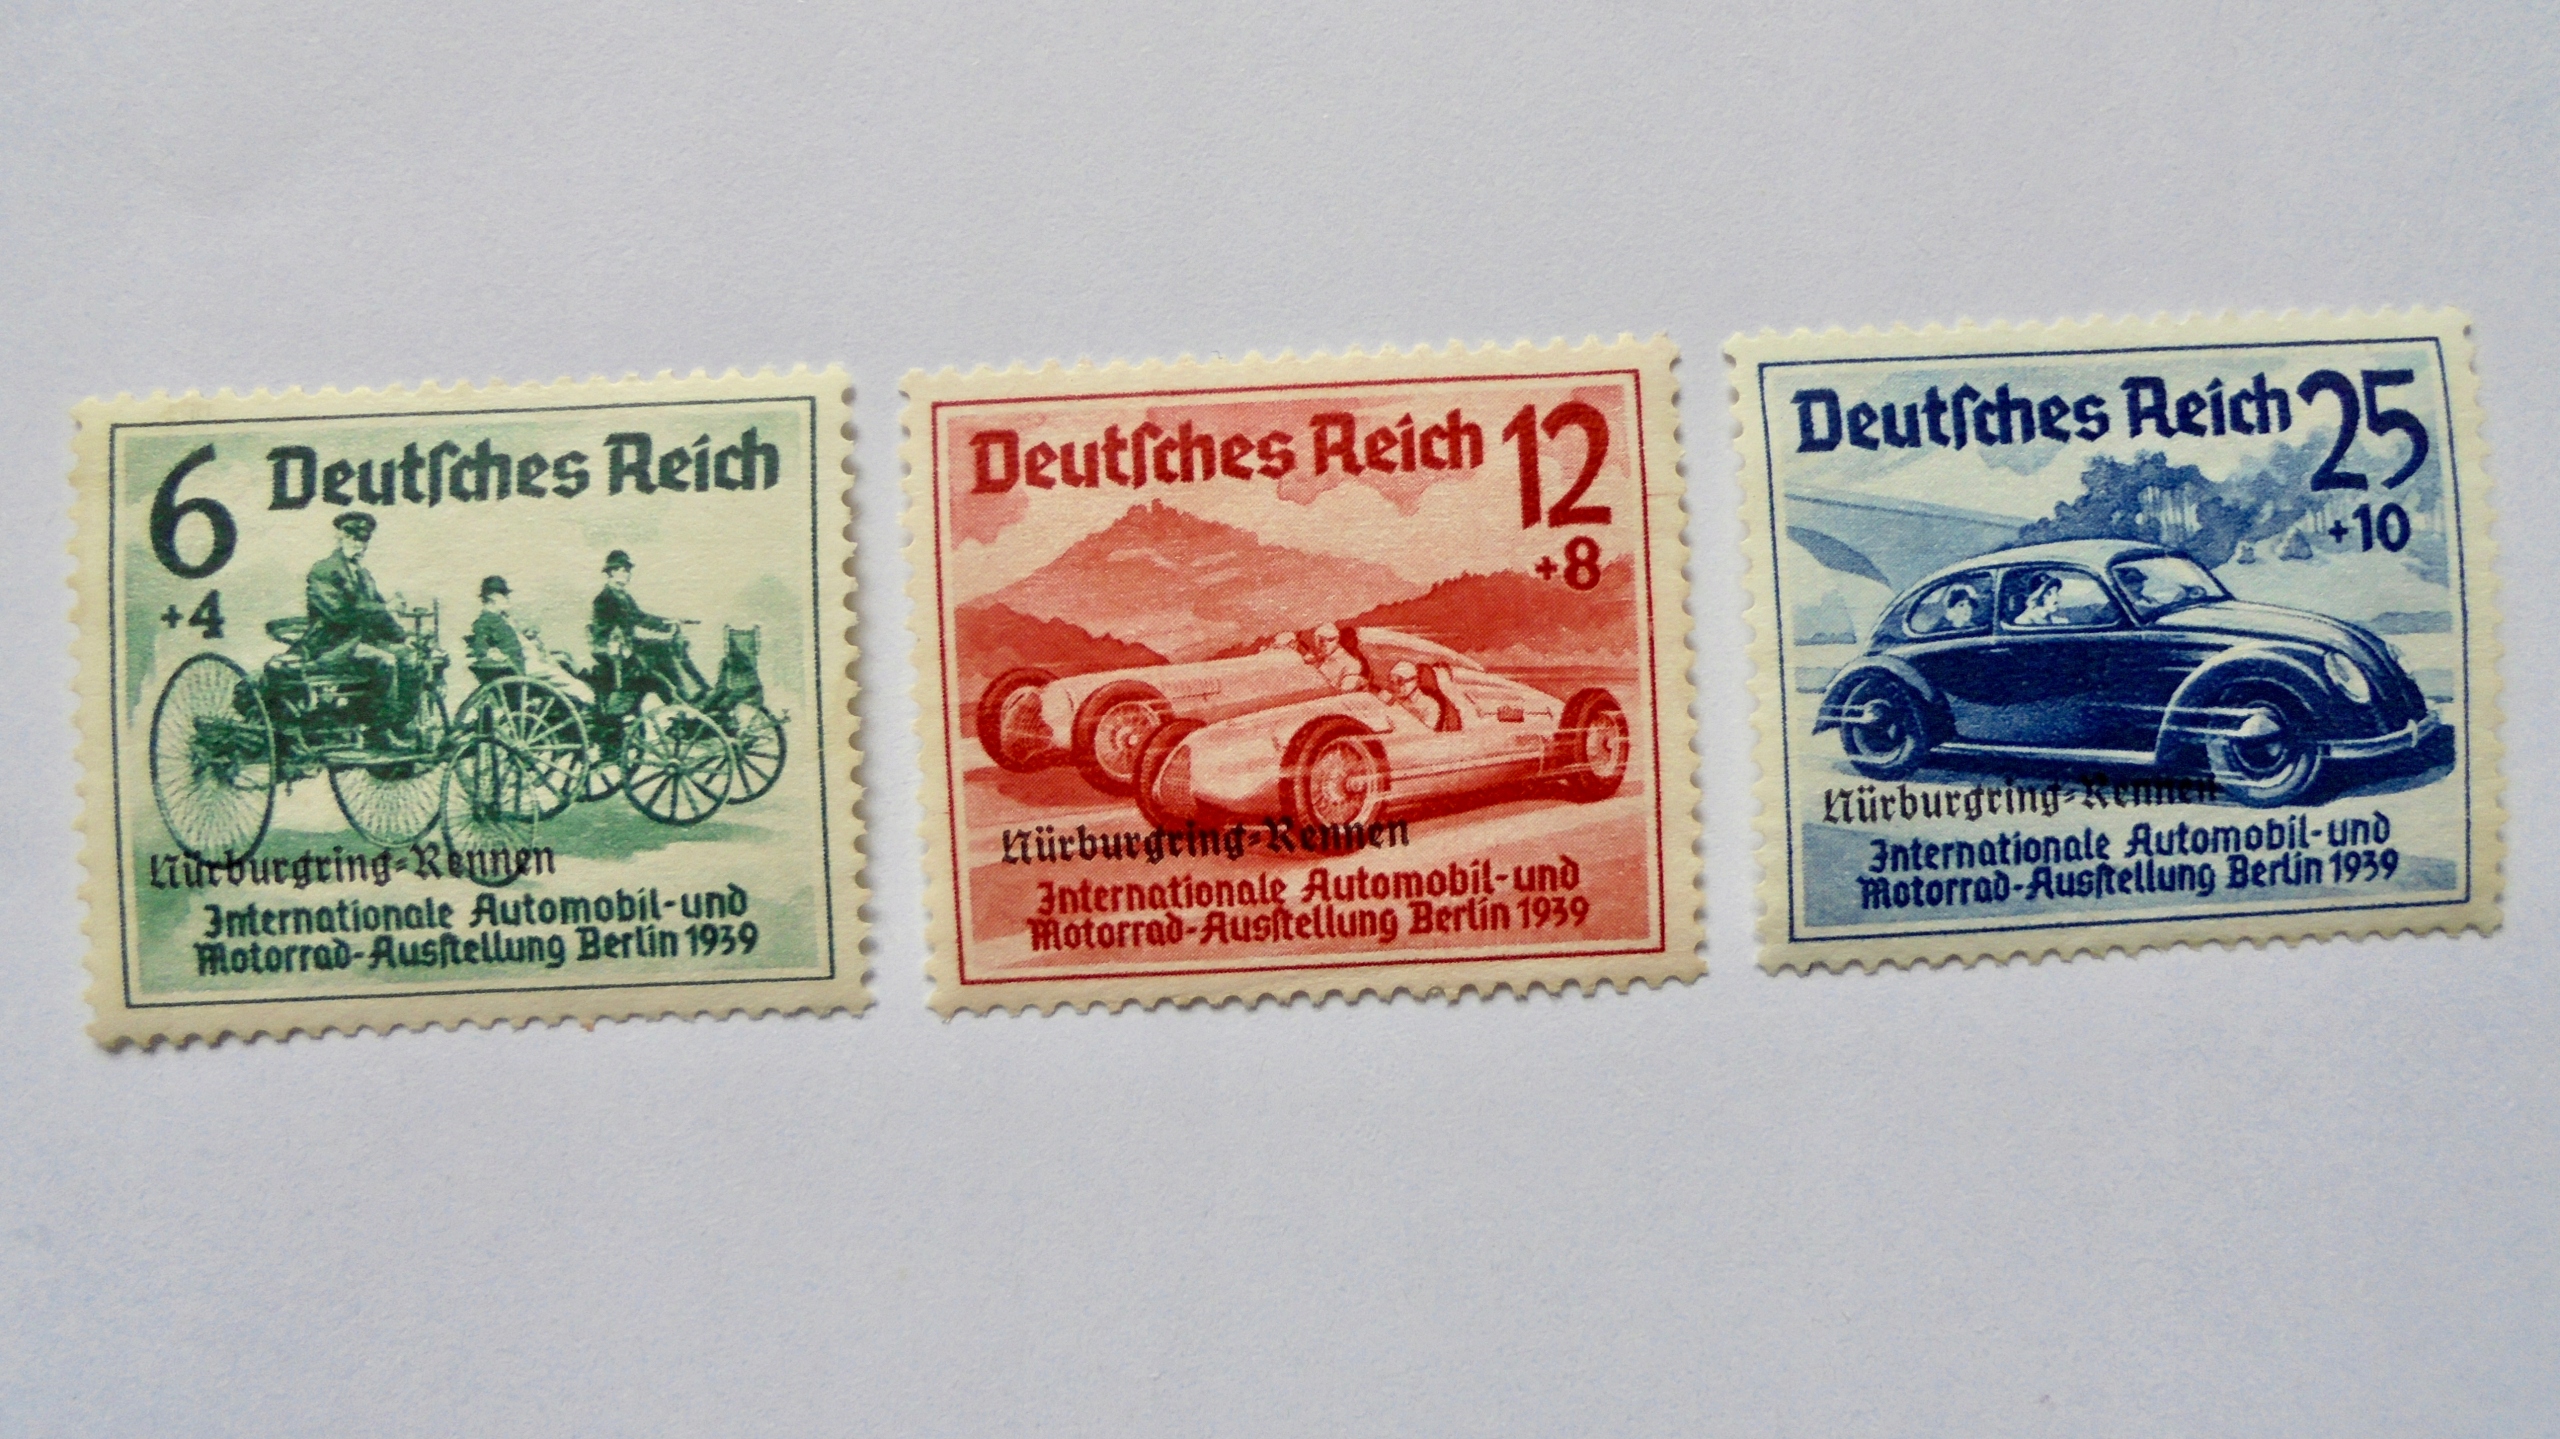 6 Deutſches Reich
+4
Nürburgring=Rennen
Internationale Automobil-und
Motorrad-Ausſtellung Berlin 1939
Deutſches Reich 12
+8
Nürburgring=Rennen
Internationale Automobil-und
Motorrad-Ausſtellung Berlin 1939
Deutſches Reich 25
+10
Nürburgring=Rennen
Internationale Automobil-und
Motorrad-Ausſtellung Berlin 1939